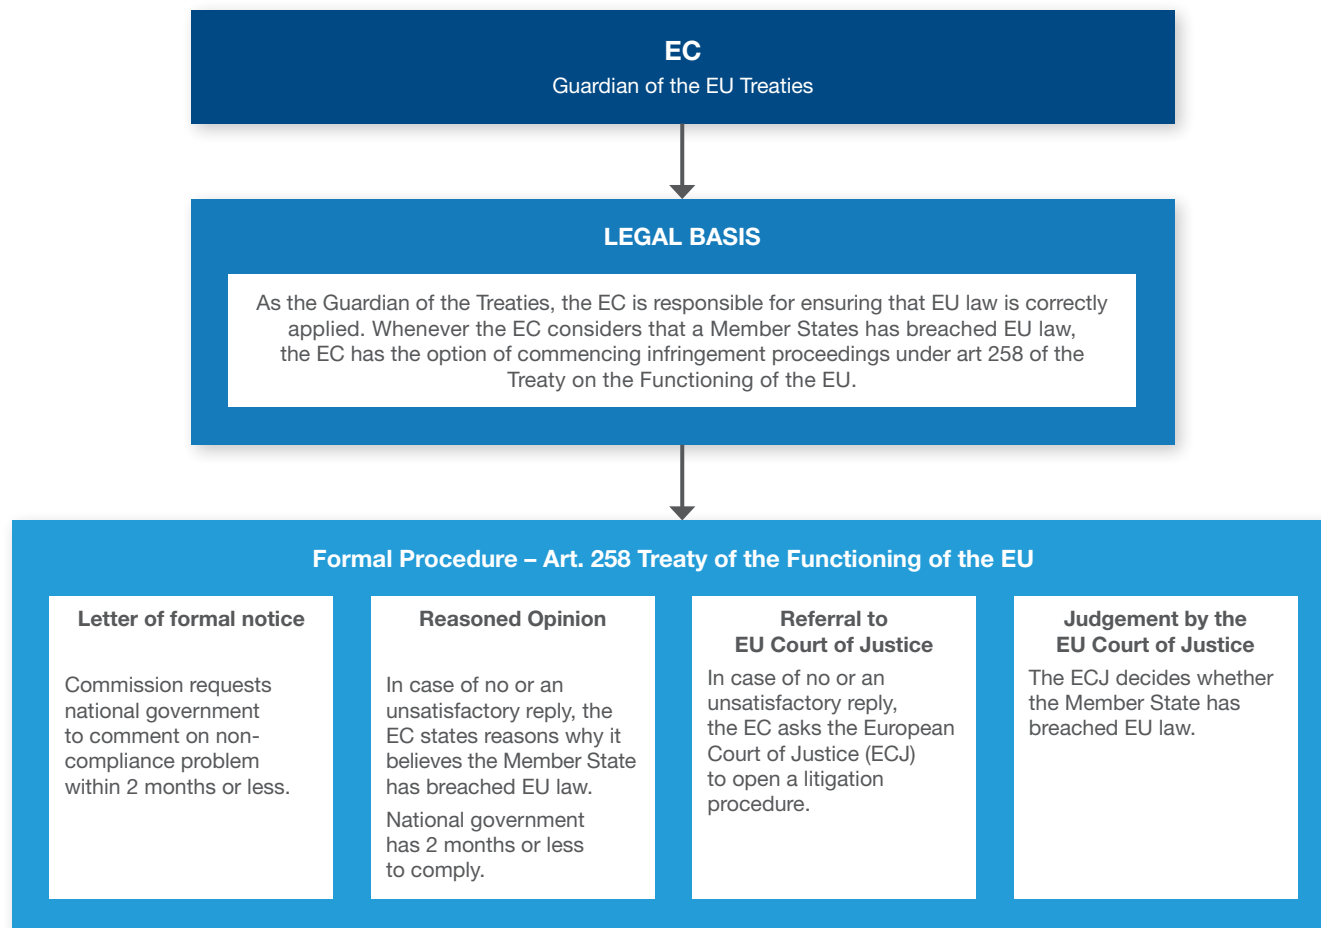 EC
Guardian of the EU Treaties
LEGAL BASIS
As the Guardian of the Treaties, the EC is responsible for ensuring that EU law is correctly
applied. Whenever the EC considers that a Member States has breached EU law,
the EC has the option of commencing infringement proceedings under art 258 of the
Treaty on the Functioning of the EU.
Formal Procedure – Art. 258 Treaty of the Functioning of the EU
Letter of formal notice
Commission requests
national government
to comment on non-
compliance problem
within 2 months or less.
Reasoned Opinion
In case of no or an
unsatisfactory reply, the
EC states reasons why it
believes the Member State
has breached EU law.
National government
has 2 months or less
to comply.
Referral to
EU Court of Justice
In case of no or an
unsatisfactory reply,
the EC asks the European
Court of Justice (ECJ)
to open a litigation
procedure.
Judgement by the
EU Court of Justice
The ECJ decides whether
the Member State has
breached EU law.